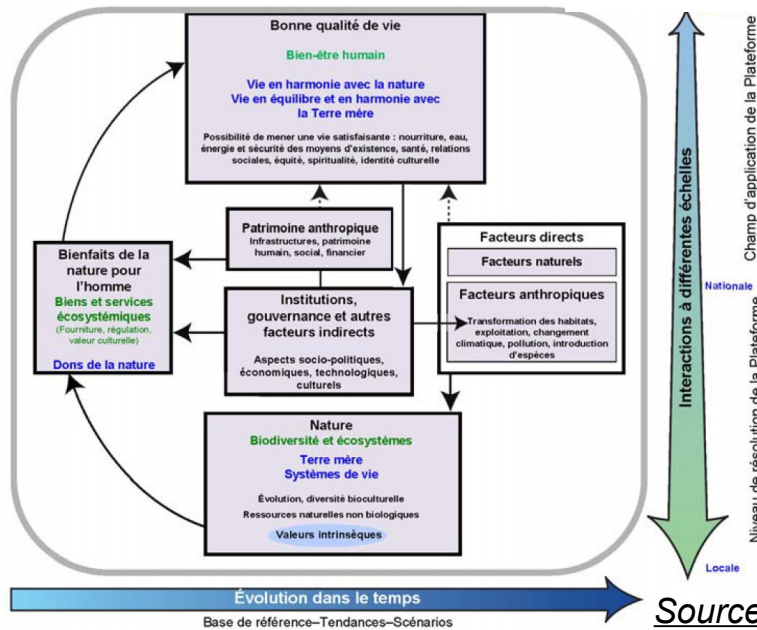 Bonne qualité de vie
Bien-être humain
Vie en harmonie avec la nature
Vie en équilibre et en harmonie avec
la Terre mère
Possibilité de mener une vie satisfaisante : nourriture, eau,
énergie et sécurité des moyens d'existence, santé, relations
sociales, équité, spiritualité, identité culturelle
Patrimoine anthropique
Infrastructures, patrimoine
humain, social, financier
Bienfaits de la
nature pour
l'homme
Biens et services
écosystémiques
(Fourniture, régulation,
valeur culturelle)
Dons de la nature
Institutions,
gouvernance et autres
facteurs indirects
Aspects socio-politiques,
économiques, technologiques,
culturels
Facteurs directs
Facteurs naturels
Facteurs anthropiques
Transformation des habitats,
exploitation, changement
climatique, pollution, introduction
d'espèces
Nature
Biodiversité et écosystèmes
Terre mère
Systèmes de vie
Évolution, diversité bioculturelle
Ressources naturelles non biologiques
Valeurs intrinsèques
Évolution dans le temps
Base de référence–Tendances–Scénarios
Interactions à différentes échelles
Champ d'application de la Plateforme
Nationale
Niveau de résolution de la Plateforme
Locale
Source